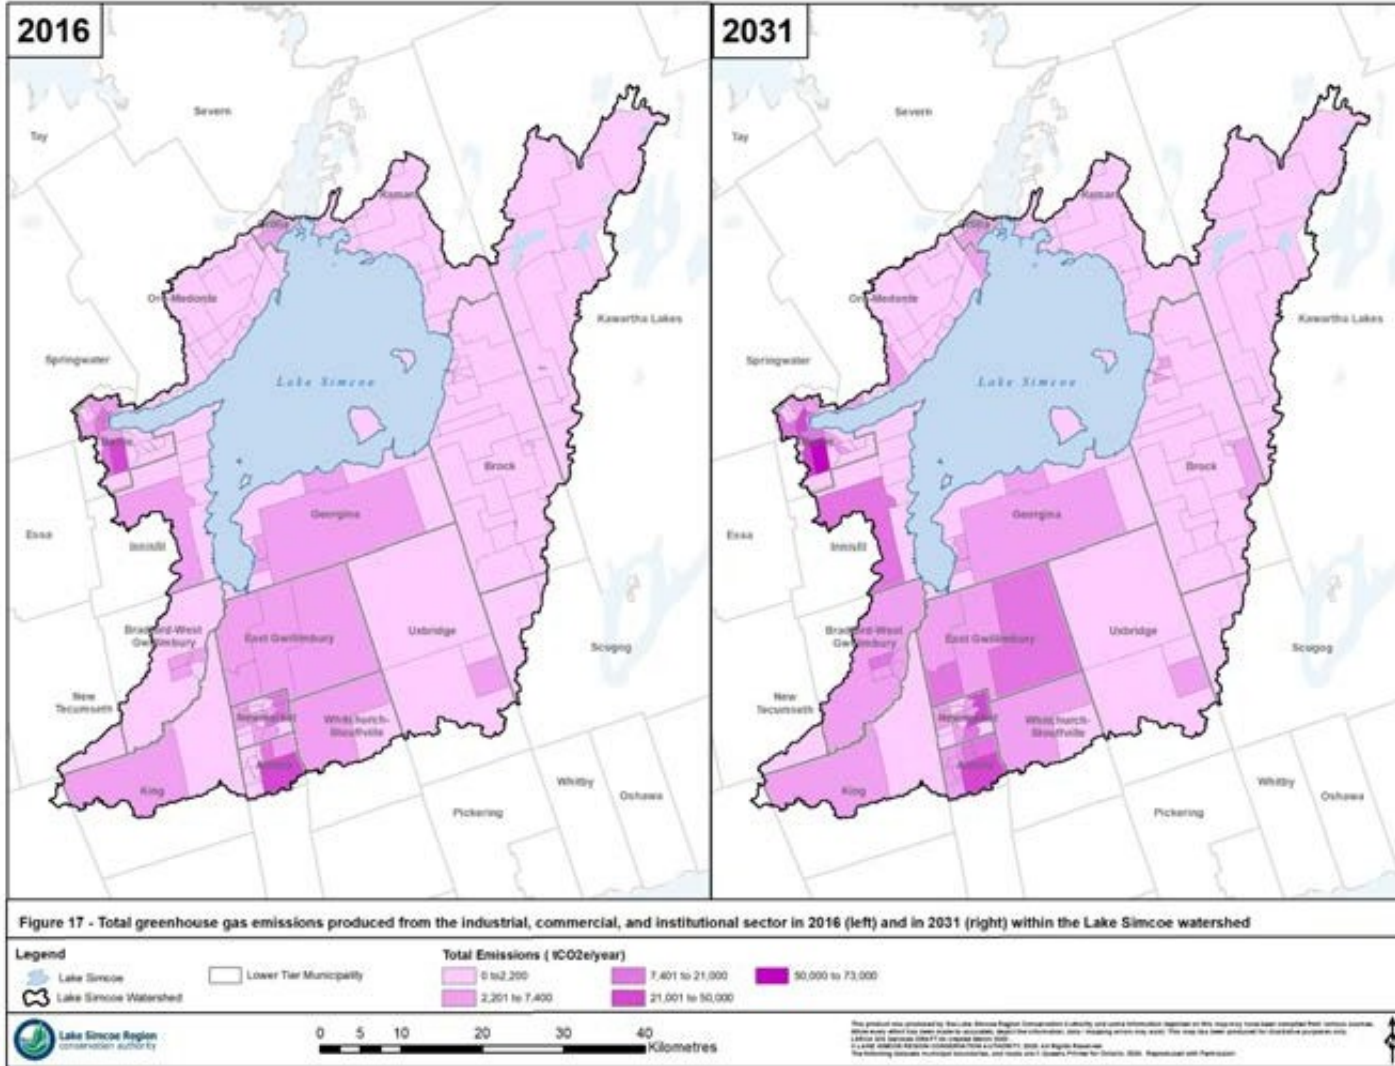 2016
Severn
Tay
Ramara
Orillia
Oro-Medonte
Kawartha Lakes
Springwater
Lake Simcoe
Barrie
Brock
Georgina
Essa
Innisfil
Bradford-West
Gwillimbury
East Gwillimbury
Uxbridge
Scugog
New
Tecumseth
Newmarket
Whitchurch-
Stouffville
Aurora
King
Whitby
Oshawa
Pickering
2031
Severn
Tay
Ramara
Orillia
Oro-Medonte
Kawartha Lakes
Springwater
Lake Simcoe
Brock
Georgina
Essa
Innisfil
Bradford-West
Gwillimbury
East Gwillimbury
Uxbridge
Scugog
New
Tecumseth
Newmarket
Whitchurch-
Stouffville
Aurora
King
Whitby
Oshawa
Pickering
Figure 17 - Total greenhouse gas emissions produced from the industrial, commercial, and institutional sector in 2016 (left) and in 2031 (right) within the Lake Simcoe watershed
Legend
Lake Simcoe
Lake Simcoe Watershed
Lower Tier Municipality
Total Emissions ( tCO2e/year)
0 to2,200
2,201 to 7,400
7,401 to 21,000
21,001 to 50,000
50,000 to 73,000
Lake Simcoe Region
conservation authority
0 5 10 20 30 40
Kilometres